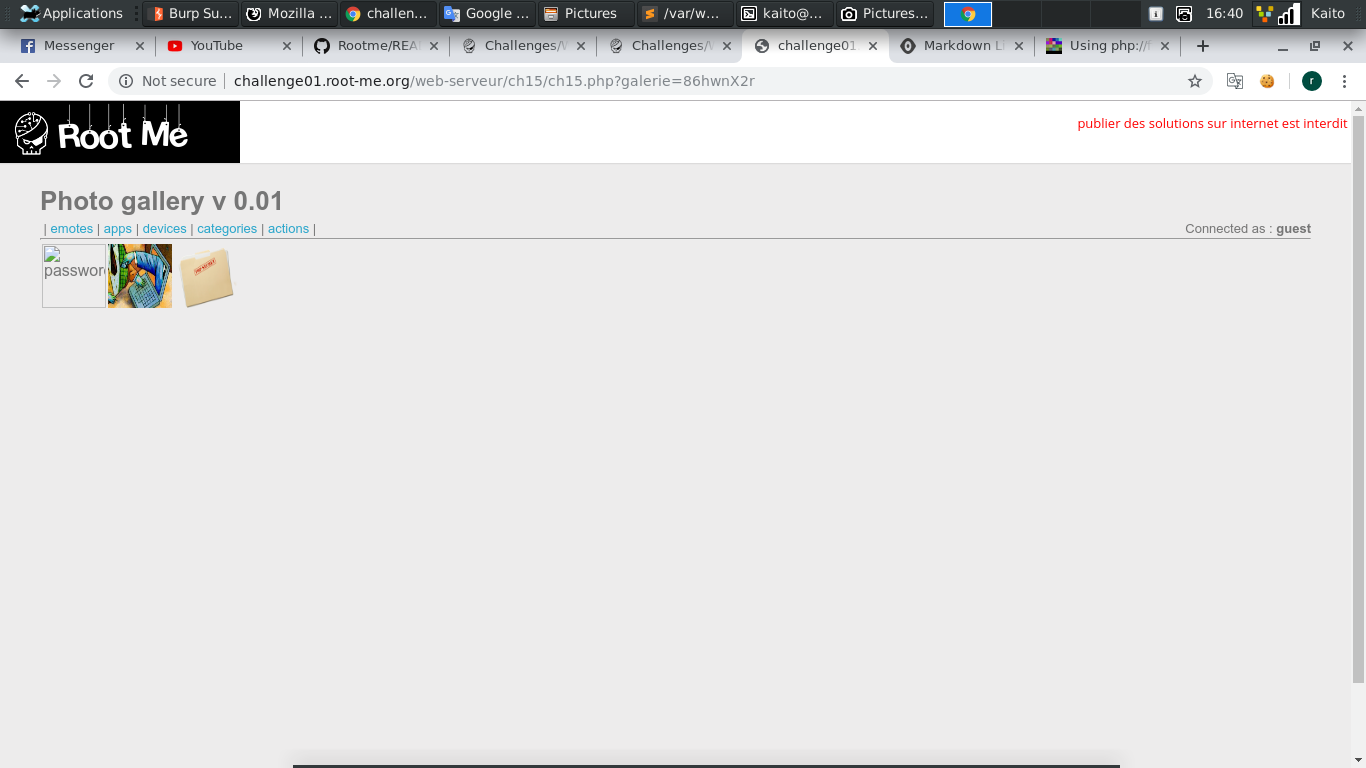 Applications Burp Su... Mozilla ... challen... Google ... Pictures /var/w... kaito@... Pictures... 16:40 Kaito
Messenger YouTube Rootme/REA Challenges/W Challenges/W challenge01. Markdown Li Using php://f
Not secure challenge01.root-me.org/web-serveur/ch15/ch15.php?galerie=86hwnX2r r
Root Me publier des solutions sur internet est interdit
Photo gallery v 0.01
| emotes | apps | devices | categories | actions | Connected as : guest
password